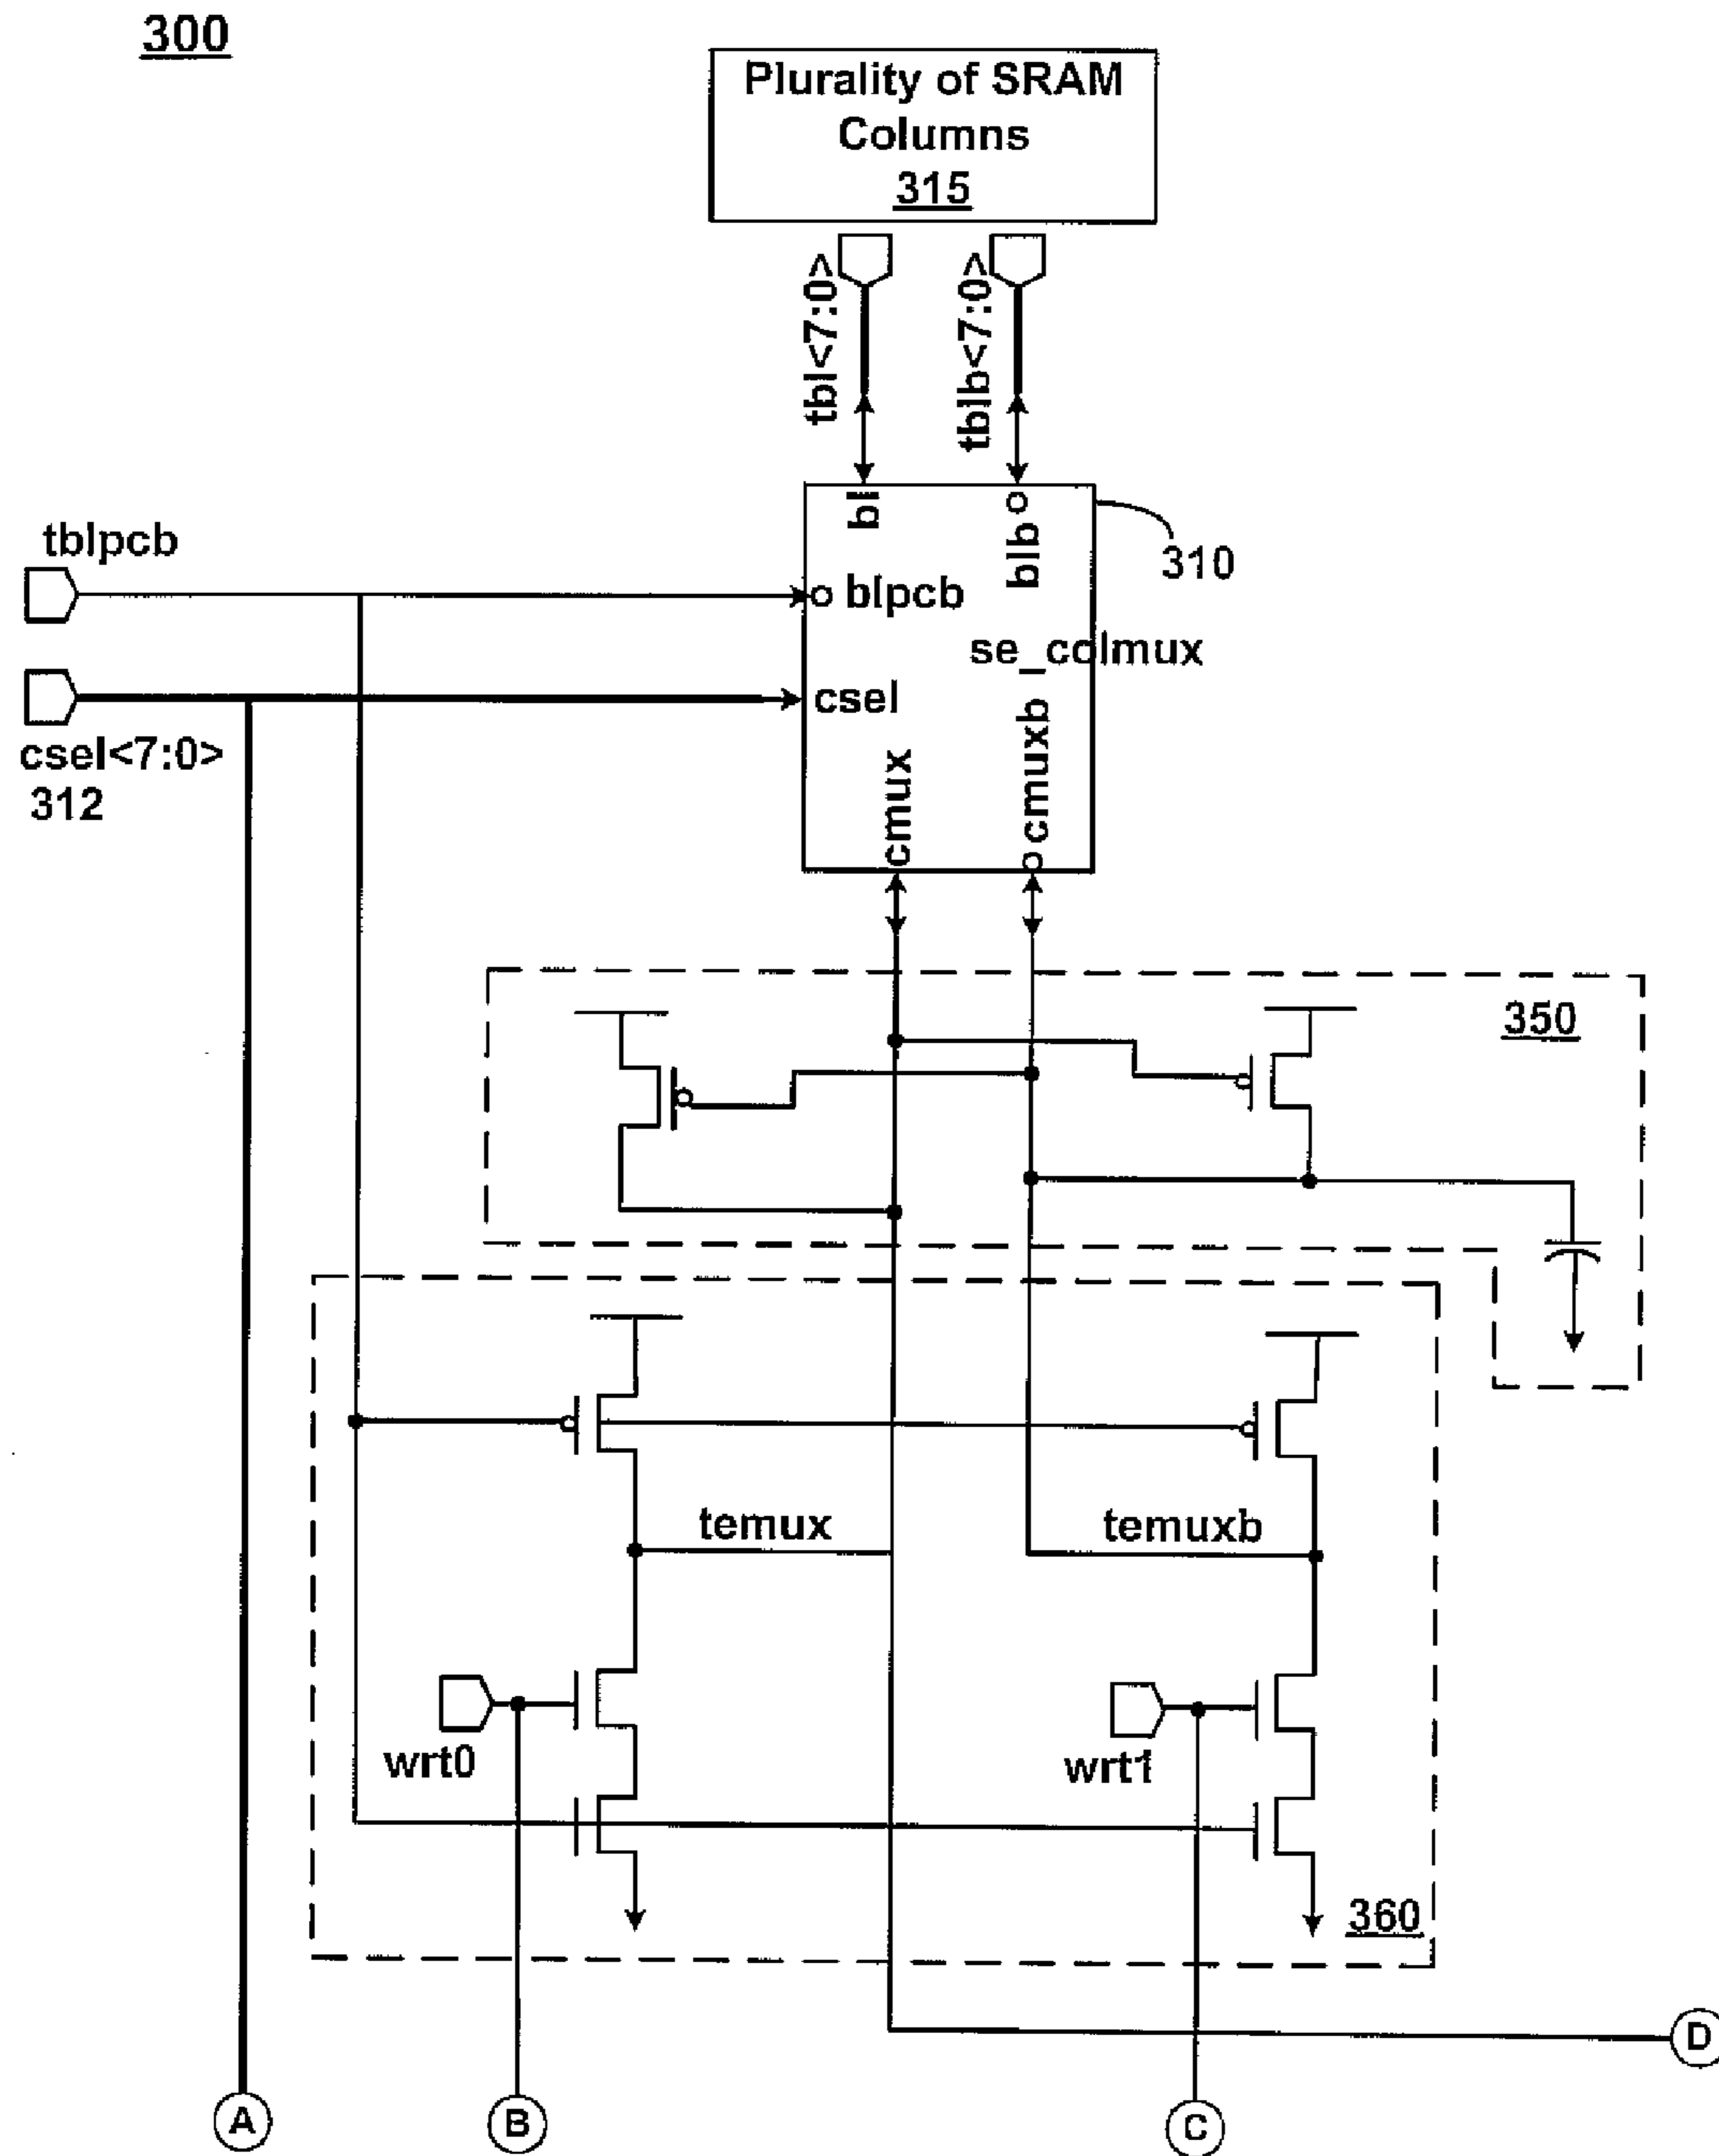 300
Plurality of SRAM
Columns
315
tbl<7:0>
tblb<7:0>
bl
blb
310
tblpcb
blpcb
se_colmux
csel
csel<7:0>
312
cmux
cmuxb
350
temux
temuxb
wrt0
wrt1
360
D
A
B
C